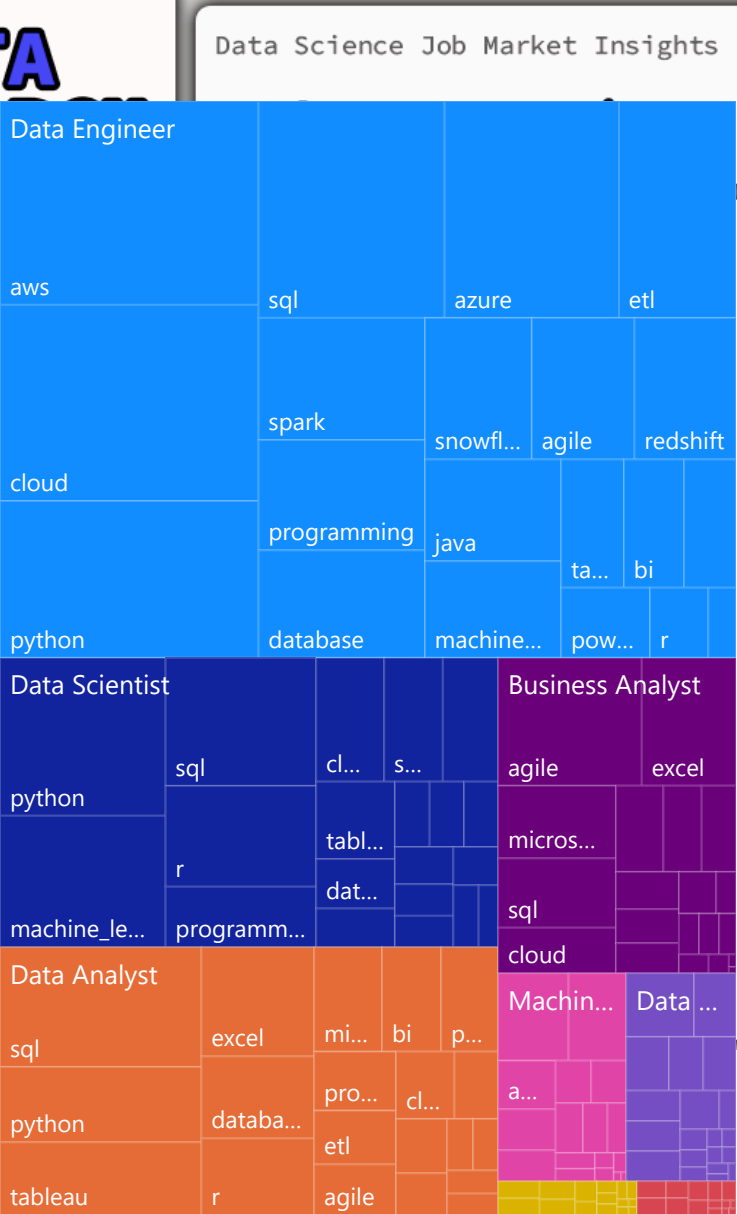 TA
Data Science Job Market Insights
Data Engineer
aws
sql
azure
etl
cloud
spark
snowfl...
agile
redshift
programming
java
ta...
bi
python
database
machine...
pow...
r
Data Scientist
python
sql
cl...
s...
machine_le...
r
tabl...
dat...
programm...
Business Analyst
agile
excel
micros...
sql
cloud
Data Analyst
sql
excel
mi...
bi
p...
python
databa...
pro...
cl...
etl
tableau
r
agile
Machin...
a...
Data ...